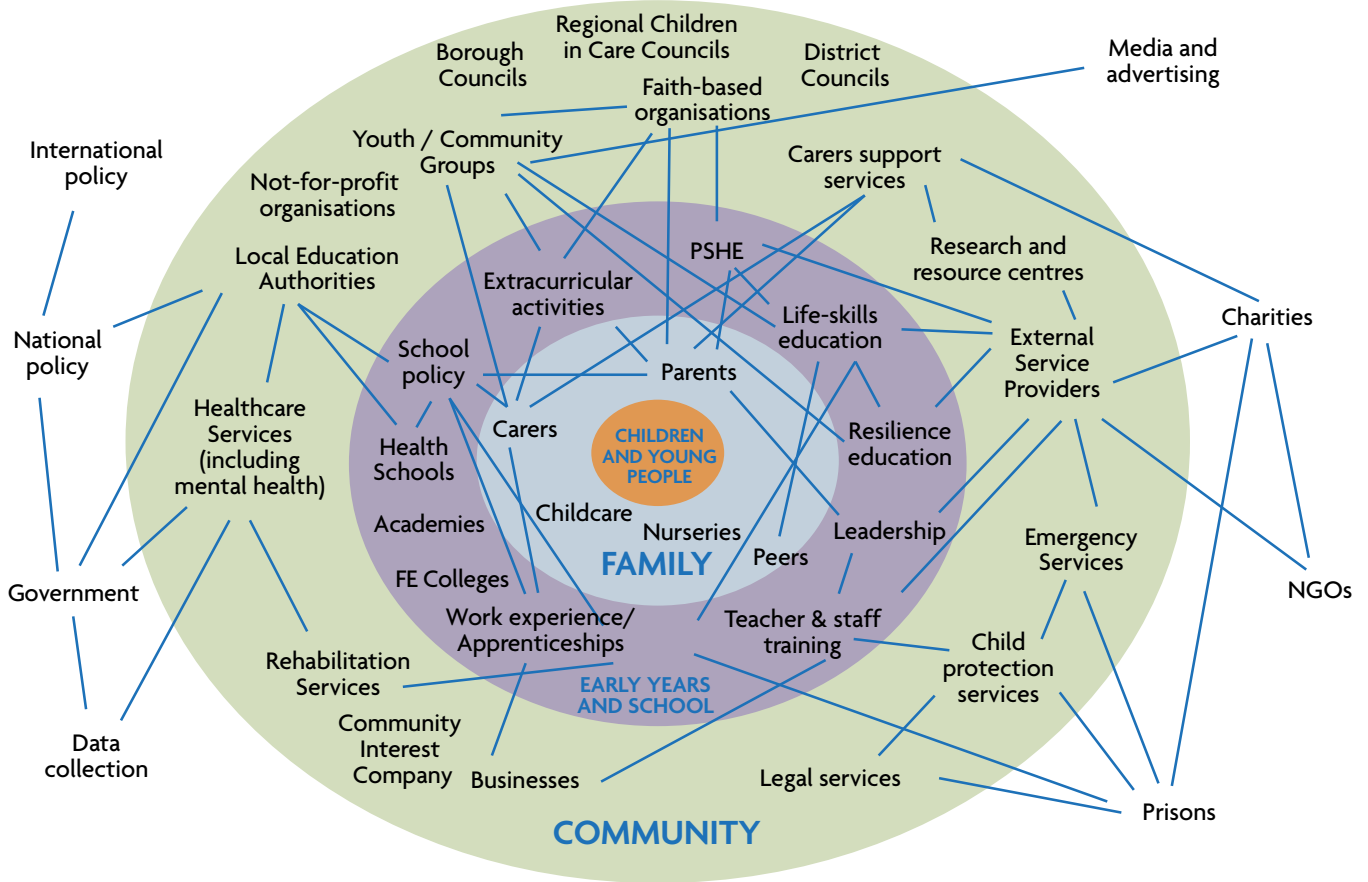 Regional Children
in Care Councils
Borough
Councils
District
Councils
Media and
advertising
Faith-based
organisations
Youth / Community
Groups
Carers support
services
International
policy
Not-for-profit
organisations
PSHE
Research and
resource centres
Local Education
Authorities
Extracurricular
activities
Life-skills
education
External
Service
Providers
Charities
National
policy
School
policy
Parents
Healthcare
Services
(including
mental health)
Carers
CHILDREN
AND YOUNG
PEOPLE
Resilience
education
Health
Schools
Academies
Childcare
Nurseries
Leadership
Peers
FAMILY
Emergency
Services
FE Colleges
Government
NGOs
Work experience/
Apprenticeships
Teacher & staff
training
Child
protection
services
Rehabilitation
Services
EARLY YEARS
AND SCHOOL
Community
Interest
Company
Data
collection
Businesses
Legal services
Prisons
COMMUNITY